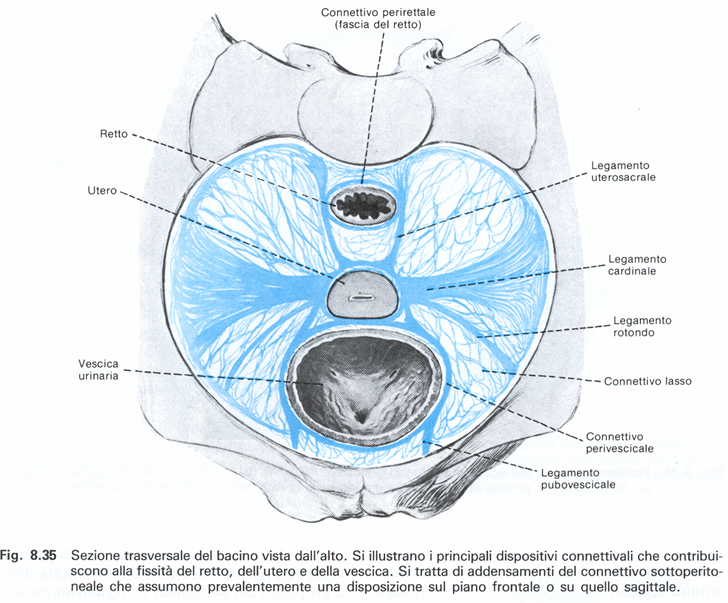 Connettivo perirettale
(fascia del retto)
Retto
Utero
Legamento
uterosacrale
Legamento
cardinale
Legamento
rotondo
Vescica
urinaria
Connettivo lasso
Connettivo
perivescicale
Legamento
pubovescicale
Fig. 8.35 Sezione trasversale del bacino vista dall'alto. Si illustrano i principali dispositivi connettivali che contribui-
scono alla fissità del retto, dell'utero e della vescica. Si tratta di addensamenti del connettivo sottoperito-
neale che assumono prevalentemente una disposizione sul piano frontale o su quello sagittale.